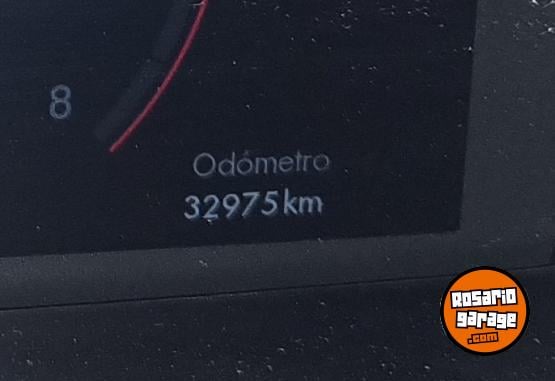 8
Odómetro
32975km
Rosario
garage
.com